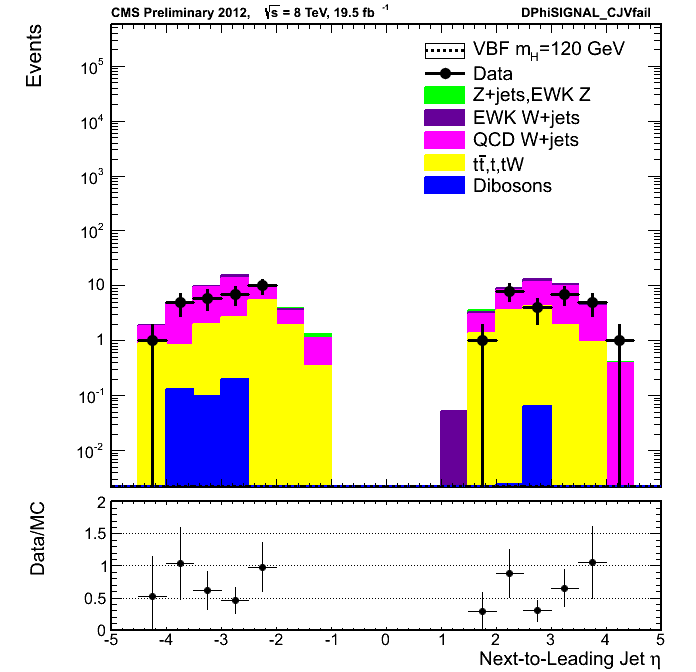 CMS Preliminary 2012, √s = 8 TeV, 19.5 fb⁻¹ DPhiSIGNAL_CJVfail
Events
VBF m_H=120 GeV
Data
Z+jets,EWK Z
EWK W+jets
QCD W+jets
tt̅,t,tW
Dibosons
10⁵
10⁴
10³
10²
10
1
10⁻¹
10⁻²
Data/MC
2
1.5
1
0.5
0
-5 -4 -3 -2 -1 0 1 2 3 4 5
Next-to-Leading Jet η